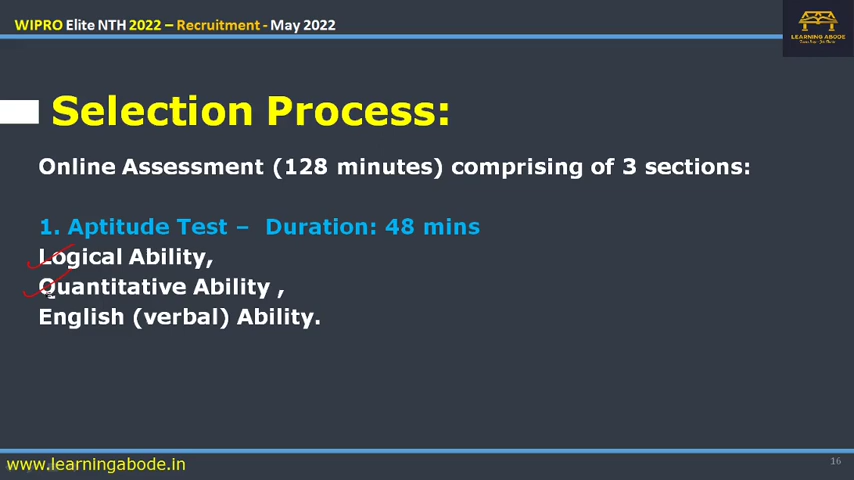 WIPRO Elite NTH 2022 – Recruitment - May 2022
LEARNING ABODE
Selection Process:
Online Assessment (128 minutes) comprising of 3 sections:
1. Aptitude Test – Duration: 48 mins
Logical Ability,
Quantitative Ability ,
English (verbal) Ability.
www.learningabode.in
16